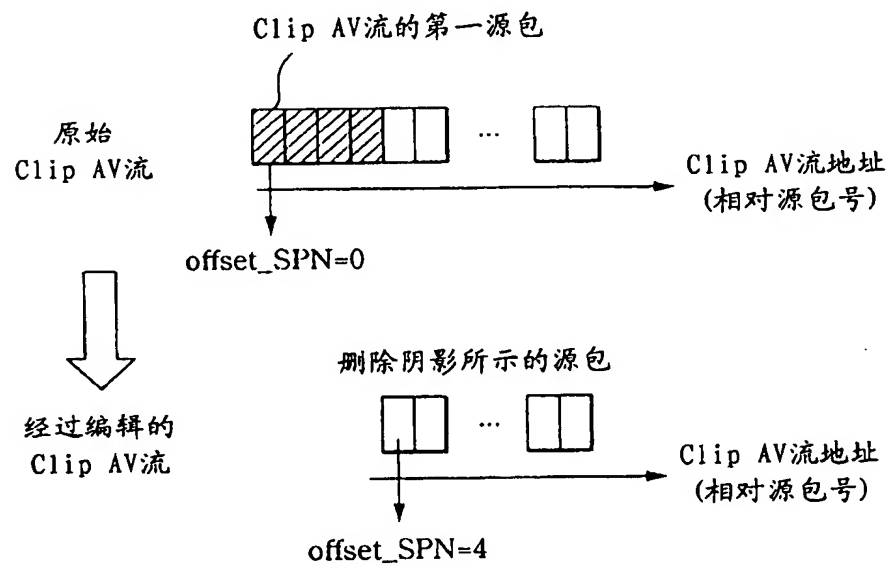 Clip AV流的第一源包
原始
Clip AV流
...
Clip AV流地址
(相对源包号)
offset_SPN=0
删除阴影所示的源包
经过编辑的
Clip AV流
...
Clip AV流地址
(相对源包号)
offset_SPN=4